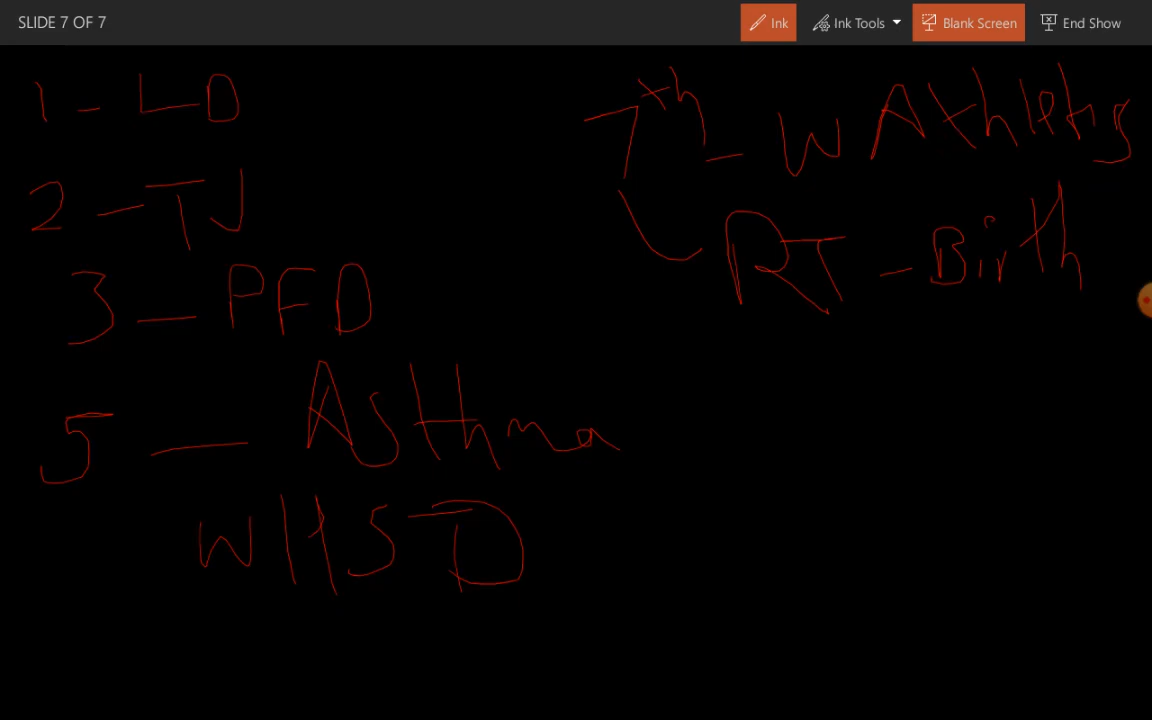 SLIDE 7 OF 7
Ink
Ink Tools
Blank Screen
End Show
1 - LD
2 - TJ
3 - PFD
5 - Asthma
WHSD
7th - W Athletes
RT - Birth